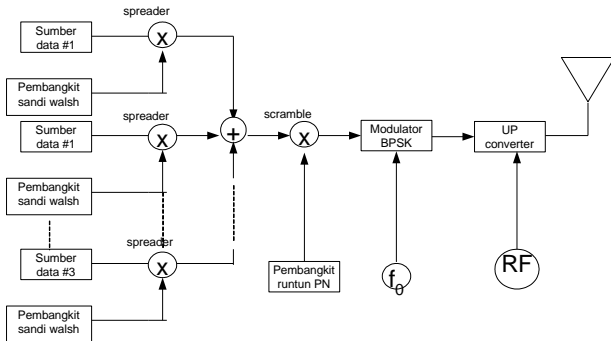 spreader
Sumber
data #1
X
Pembangkit
sandi walsh
spreader
Sumber
data #1
X
+
scramble
X
Modulator
BPSK
UP
converter
Pembangkit
sandi walsh
spreader
Sumber
data #3
X
Pembangkit
runtun PN
f0
RF
Pembangkit
sandi walsh